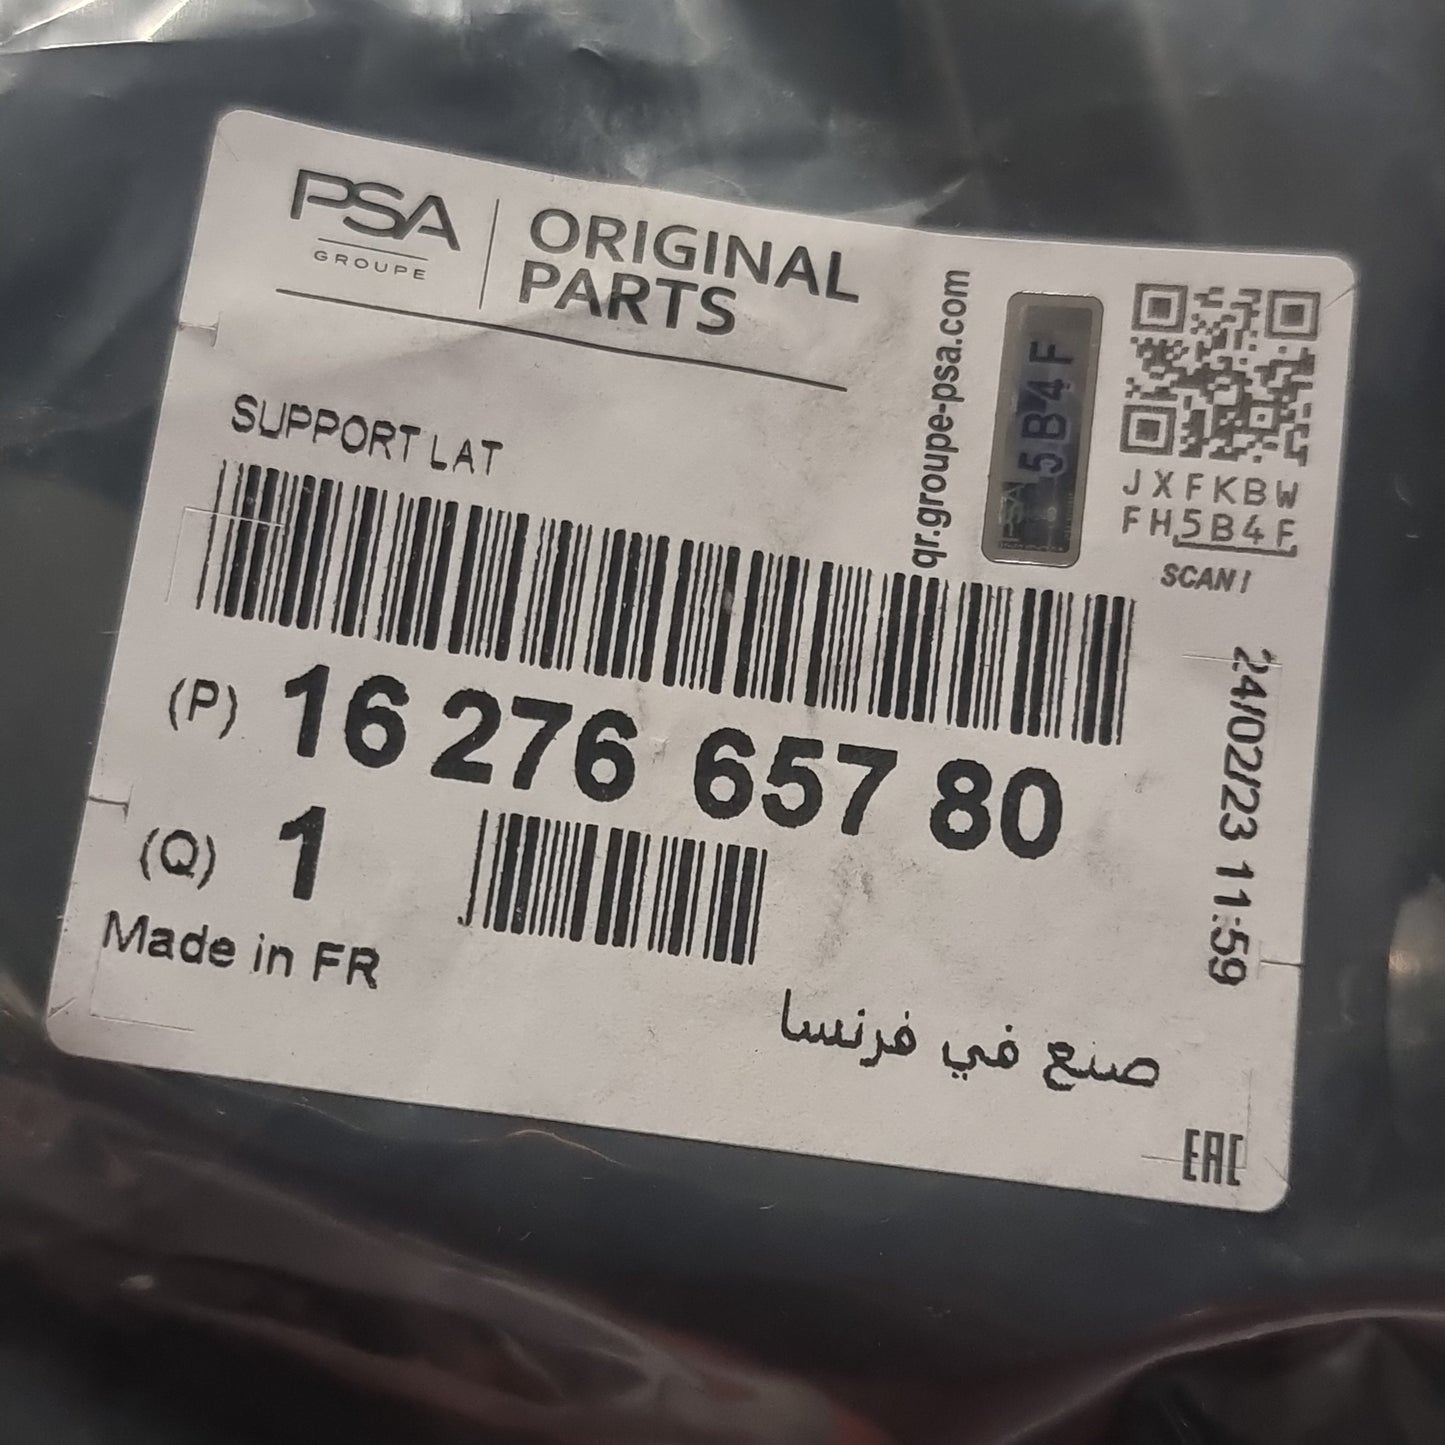 PSA
GROUPE
ORIGINAL
PARTS
qr.groupe-psa.com
PSA
5B4F
JXFKBW
FH5B4F
SCAN!
SUPPORT LAT
(P) 16 276 657 80
(Q) 1
Made in FR
24/02/23 11:59
صنع في فرنسا
EAC